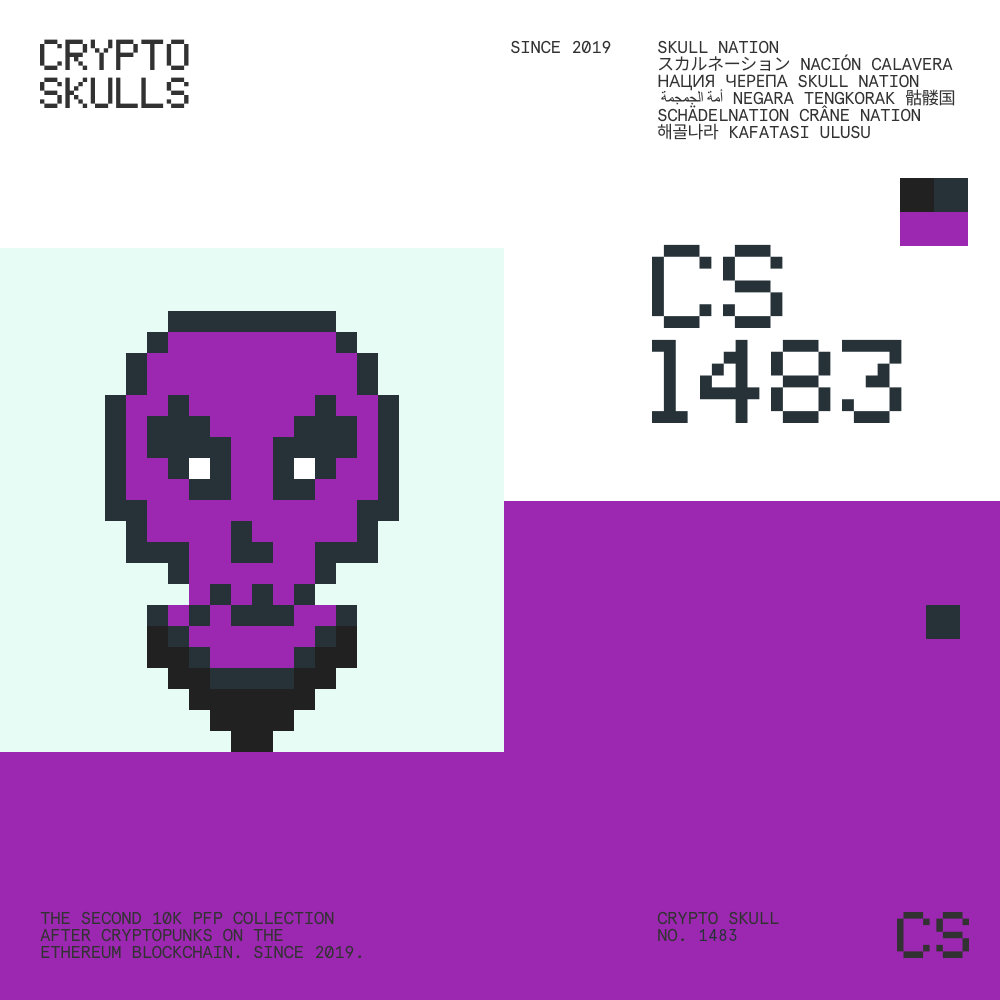 CRYPTO
SKULLS
SINCE 2019
SKULL NATION
スカルネーション NACIÓN CALAVERA
НАЦИЯ ЧЕРЕПА SKULL NATION
أمة الجمجمة NEGARA TENGKORAK 骷髅国
SCHÄDELNATION CRÂNE NATION
해골나라 KAFATASI ULUSU
CS
1483
THE SECOND 10K PFP COLLECTION
AFTER CRYPTOPUNKS ON THE
ETHEREUM BLOCKCHAIN. SINCE 2019.
CRYPTO SKULL
NO. 1483
CS